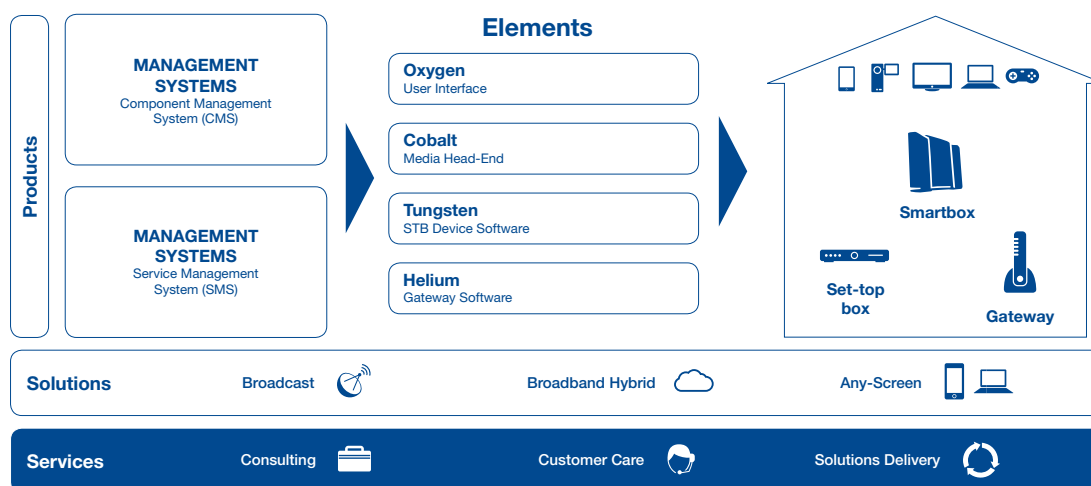 Products
MANAGEMENT
SYSTEMS
Component Management
System (CMS)
MANAGEMENT
SYSTEMS
Service Management
System (SMS)
Elements
Oxygen
User Interface
Cobalt
Media Head-End
Tungsten
STB Device Software
Helium
Gateway Software
Smartbox
Set-top
box
Gateway
Solutions
Broadcast
Broadband Hybrid
Any-Screen
Services
Consulting
Customer Care
Solutions Delivery